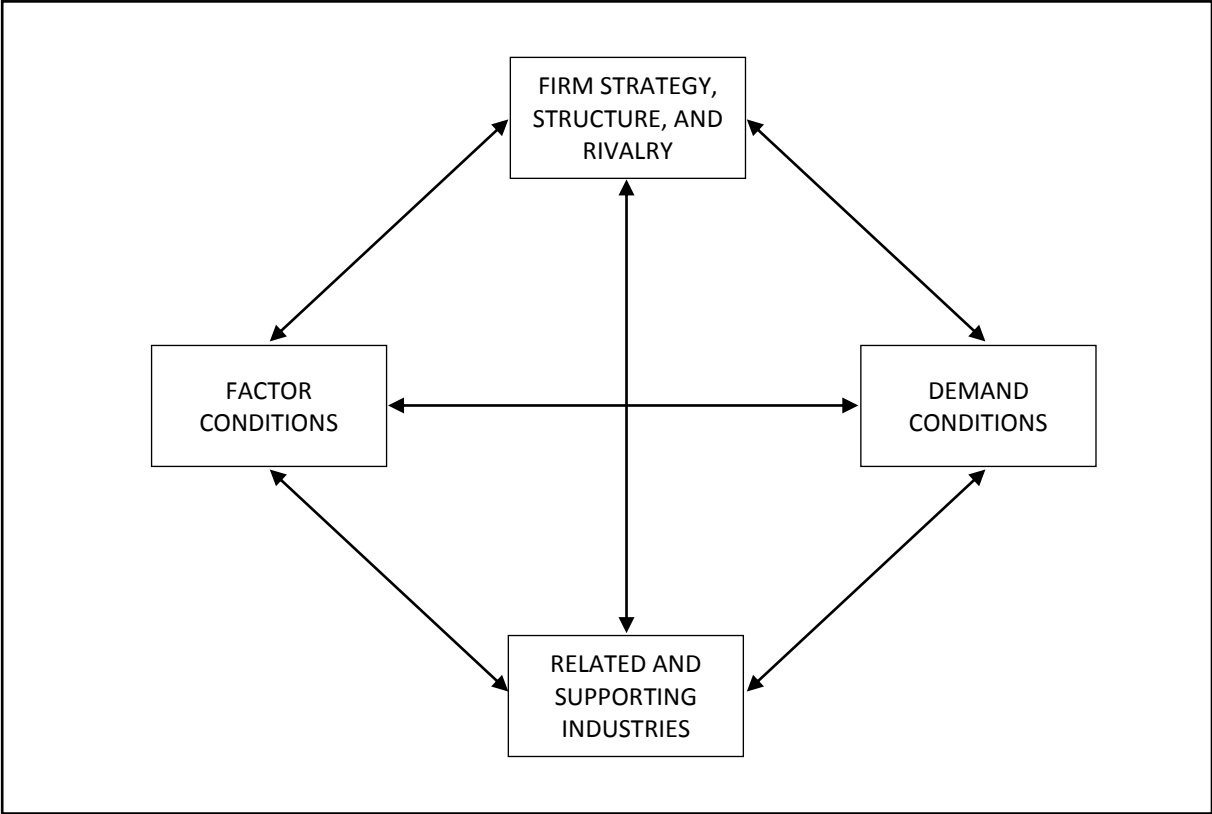 FIRM STRATEGY,
STRUCTURE, AND
RIVALRY
FACTOR
CONDITIONS
DEMAND
CONDITIONS
RELATED AND
SUPPORTING
INDUSTRIES